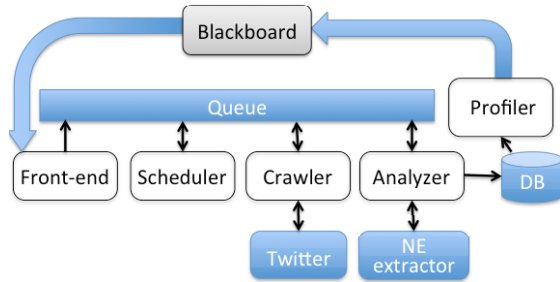 Blackboard
Queue
Profiler
Front-end
Scheduler
Crawler
Analyzer
DB
Twitter
NE
extractor